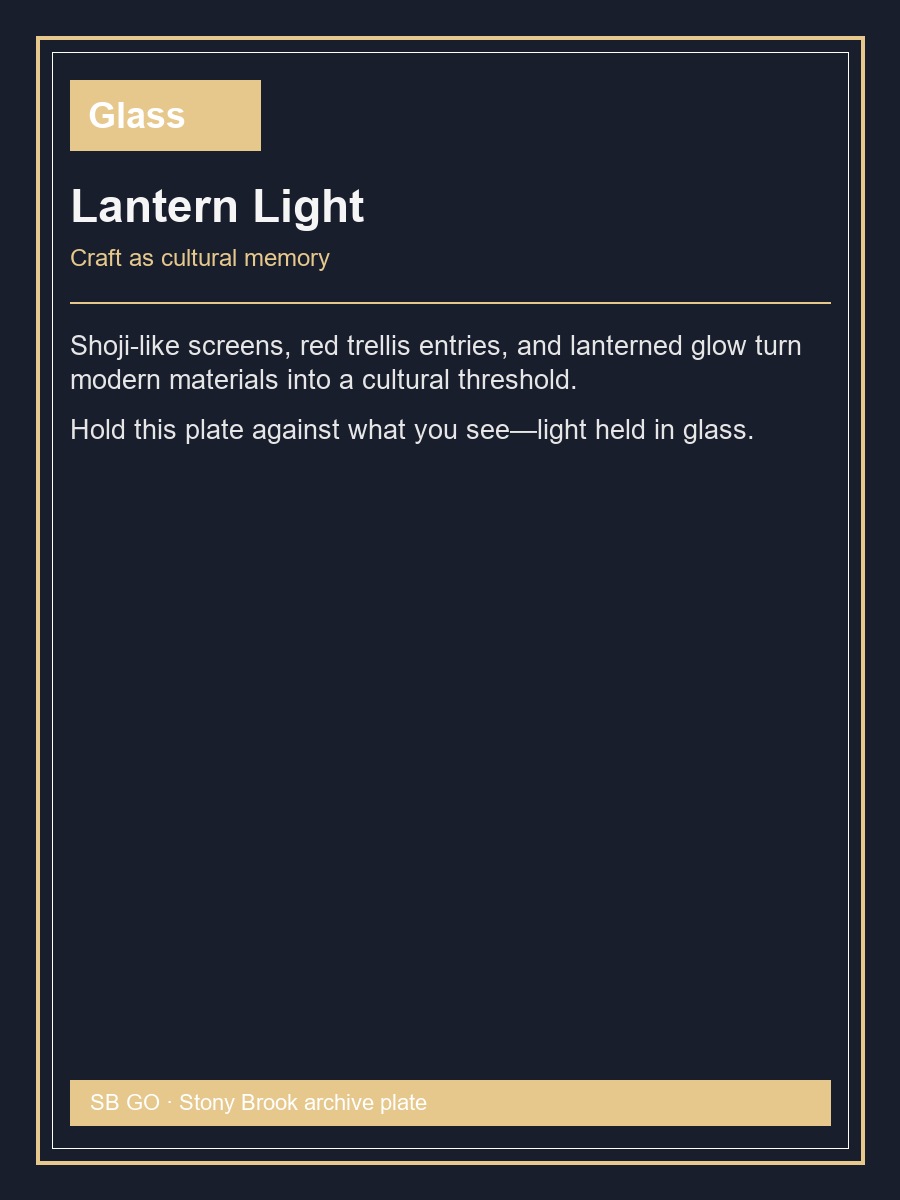 Glass
Lantern Light
Craft as cultural memory
Shoji-like screens, red trellis entries, and lanterned glow turn
modern materials into a cultural threshold.
Hold this plate against what you see—light held in glass.
SB GO · Stony Brook archive plate